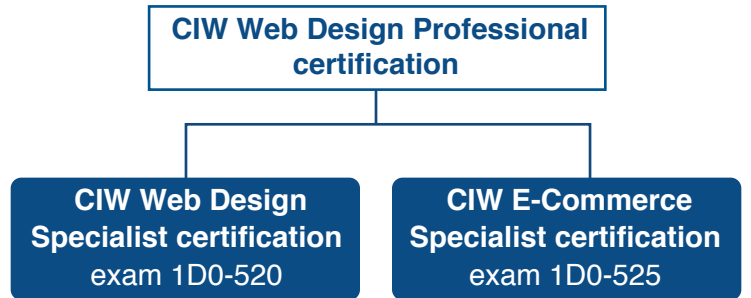 CIW Web Design Professional
certification
CIW Web Design
Specialist certification
exam 1D0-520
CIW E-Commerce
Specialist certification
exam 1D0-525